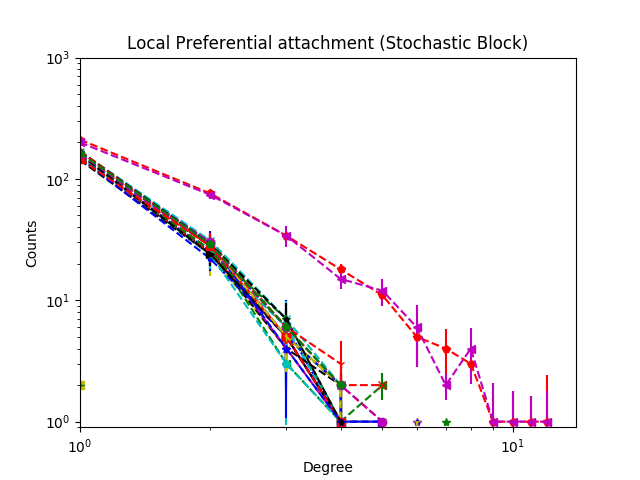 Local Preferential attachment (Stochastic Block)
10³
10²
10¹
10⁰
Counts
10⁰
10¹
Degree